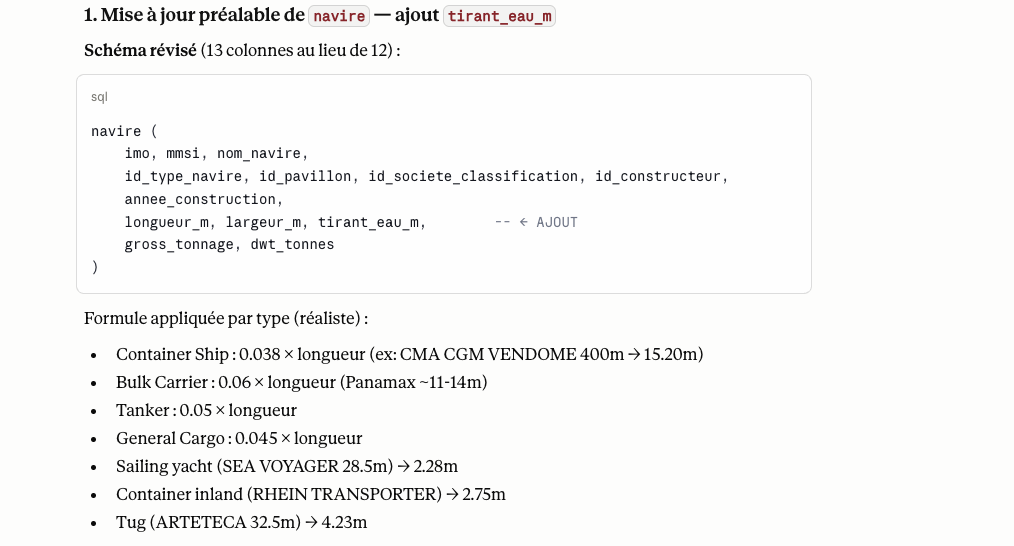 1. Mise à jour préalable de navire — ajout tirant_eau_m
Schéma révisé (13 colonnes au lieu de 12) :
sql
navire (
    imo, mmsi, nom_navire,
    id_type_navire, id_pavillon, id_societe_classification, id_constructeur,
    annee_construction,
    longueur_m, largeur_m, tirant_eau_m,        -- ← AJOUT
    gross_tonnage, dwt_tonnes
)
Formule appliquée par type (réaliste) :
• Container Ship : 0.038 × longueur (ex: CMA CGM VENDOME 400m → 15.20m)
• Bulk Carrier : 0.06 × longueur (Panamax ~11-14m)
• Tanker : 0.05 × longueur
• General Cargo : 0.045 × longueur
• Sailing yacht (SEA VOYAGER 28.5m) → 2.28m
• Container inland (RHEIN TRANSPORTER) → 2.75m
• Tug (ARTETECA 32.5m) → 4.23m